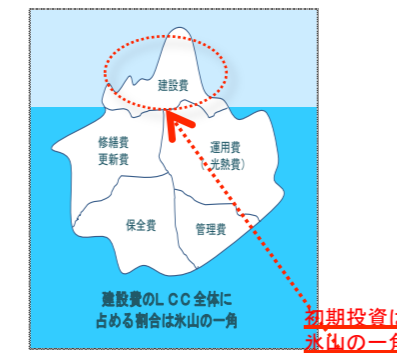 建設費
修繕費
更新費
運用費
(光熱費)
保全費
管理費
建設費のLCC全体に
占める割合は氷山の一角
初期投資は
氷山の一角